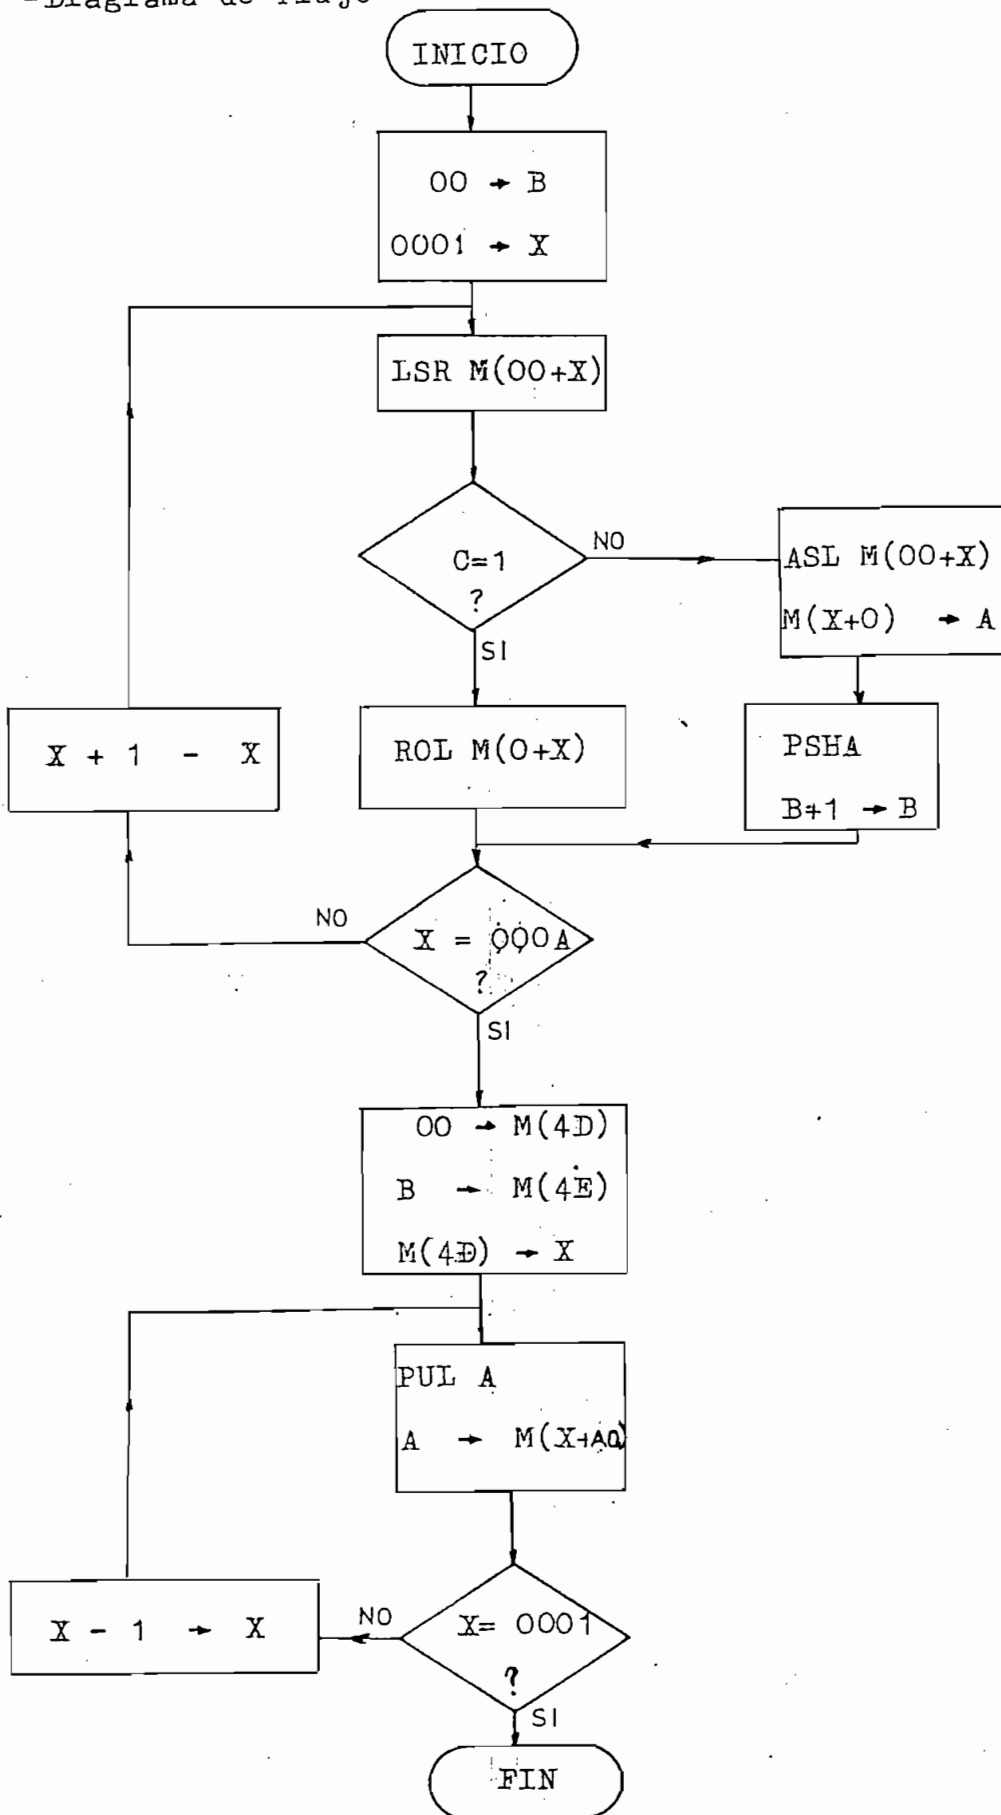 -Diagrama de flujo
INICIO
00 → B
0001 → X
LSR M(00+X)
C=1
?
NO
SI
ASL M(00+X)
M(X+0) → A
PSHA
B+1 → B
ROL M(0+X)
X + 1 - X
X = 000A
?
NO
SI
00 → M(4D)
B → M(4E)
M(4D) → X
PUL A
A → M(X+A0)
X= 0001
?
NO
SI
X - 1 → X
FIN